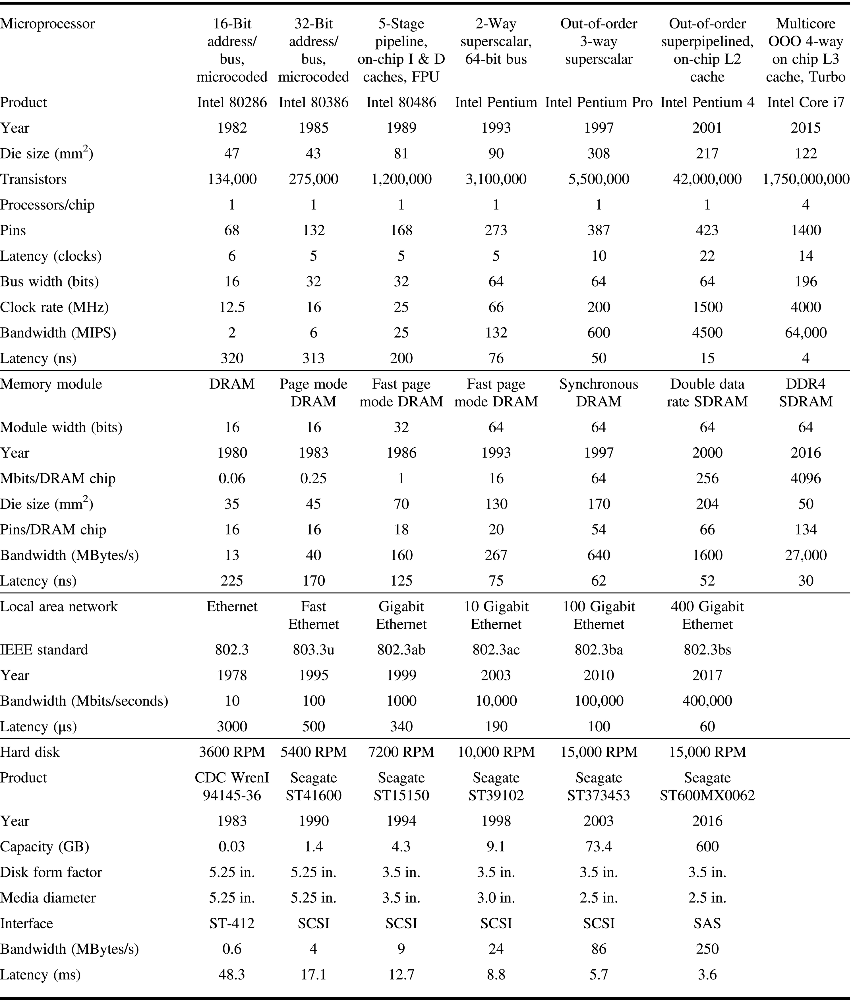 Microprocessor 16-Bit address/ bus, microcoded 32-Bit address/ bus, microcoded 5-Stage pipeline, on-chip I & D caches, FPU 2-Way superscalar, 64-bit bus Out-of-order 3-way superscalar Out-of-order superpipelined, on-chip L2 cache Multicore OOO 4-way on chip L3 cache, Turbo
Product Intel 80286 Intel 80386 Intel 80486 Intel Pentium Intel Pentium Pro Intel Pentium 4 Intel Core i7
Year 1982 1985 1989 1993 1997 2001 2015
Die size (mm²) 47 43 81 90 308 217 122
Transistors 134,000 275,000 1,200,000 3,100,000 5,500,000 42,000,000 1,750,000,000
Processors/chip 1 1 1 1 1 1 4
Pins 68 132 168 273 387 423 1400
Latency (clocks) 6 5 5 5 10 22 14
Bus width (bits) 16 32 32 64 64 64 196
Clock rate (MHz) 12.5 16 25 66 200 1500 4000
Bandwidth (MIPS) 2 6 25 132 600 4500 64,000
Latency (ns) 320 313 200 76 50 15 4
Memory module DRAM Page mode DRAM Fast page mode DRAM Fast page mode DRAM Synchronous DRAM Double data rate SDRAM DDR4 SDRAM
Module width (bits) 16 16 32 64 64 64 64
Year 1980 1983 1986 1993 1997 2000 2016
Mbits/DRAM chip 0.06 0.25 1 16 64 256 4096
Die size (mm²) 35 45 70 130 170 204 50
Pins/DRAM chip 16 16 18 20 54 66 134
Bandwidth (MBytes/s) 13 40 160 267 640 1600 27,000
Latency (ns) 225 170 125 75 62 52 30
Local area network Ethernet Fast Ethernet Gigabit Ethernet 10 Gigabit Ethernet 100 Gigabit Ethernet 400 Gigabit Ethernet
IEEE standard 802.3 803.3u 802.3ab 802.3ac 802.3ba 802.3bs
Year 1978 1995 1999 2003 2010 2017
Bandwidth (Mbits/seconds) 10 100 1000 10,000 100,000 400,000
Latency (μs) 3000 500 340 190 100 60
Hard disk 3600 RPM 5400 RPM 7200 RPM 10,000 RPM 15,000 RPM 15,000 RPM
Product CDC WrenI 94145-36 Seagate ST41600 Seagate ST15150 Seagate ST39102 Seagate ST373453 Seagate ST600MX0062
Year 1983 1990 1994 1998 2003 2016
Capacity (GB) 0.03 1.4 4.3 9.1 73.4 600
Disk form factor 5.25 in. 5.25 in. 3.5 in. 3.5 in. 3.5 in. 3.5 in.
Media diameter 5.25 in. 5.25 in. 3.5 in. 3.0 in. 2.5 in. 2.5 in.
Interface ST-412 SCSI SCSI SCSI SCSI SAS
Bandwidth (MBytes/s) 0.6 4 9 24 86 250
Latency (ms) 48.3 17.1 12.7 8.8 5.7 3.6